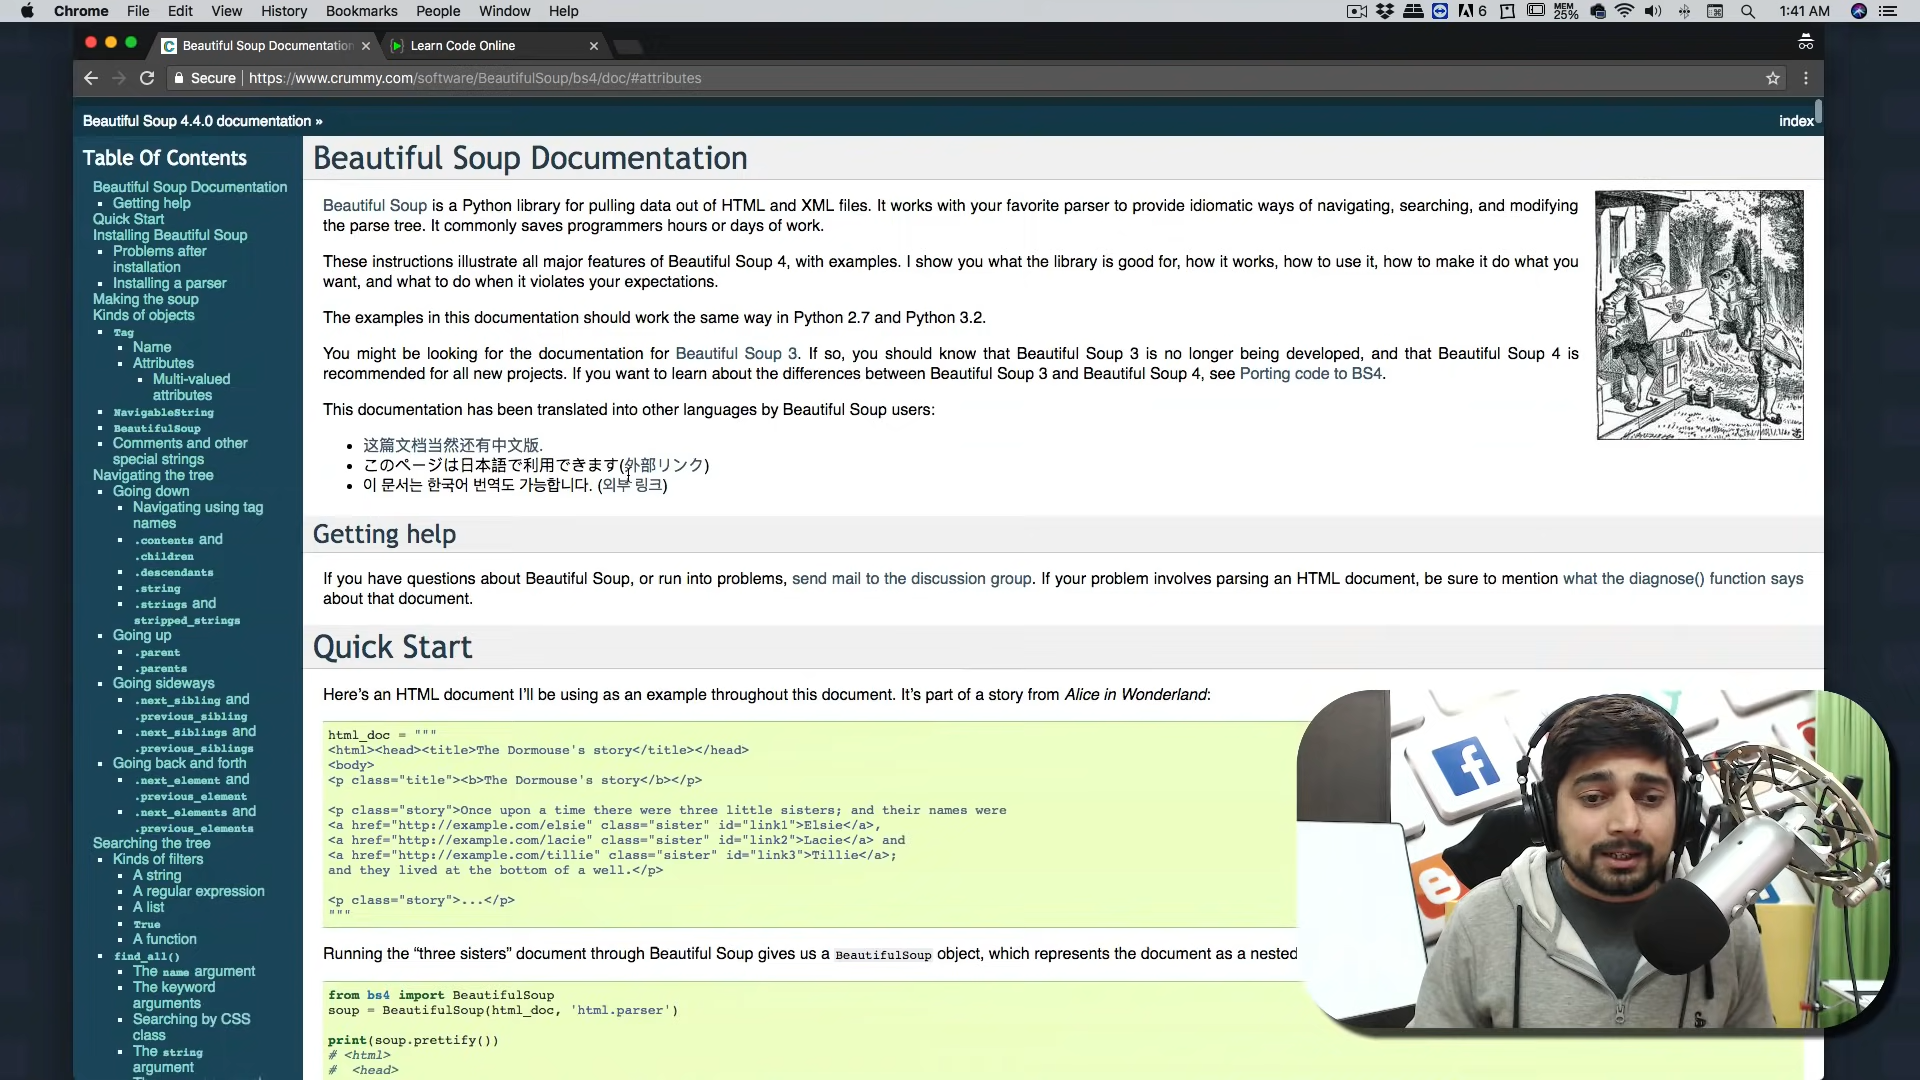 Chrome File Edit View History Bookmarks People Window Help 6 MEM 25% 1:41 AM
Beautiful Soup Documentation Learn Code Online
Secure https://www.crummy.com/software/BeautifulSoup/bs4/doc/#attributes
Beautiful Soup 4.4.0 documentation » index
Table Of Contents
Beautiful Soup Documentation
Getting help
Quick Start
Installing Beautiful Soup
Problems after
installation
Installing a parser
Making the soup
Kinds of objects
Tag
Name
Attributes
Multi-valued
attributes
NavigableString
BeautifulSoup
Comments and other
special strings
Navigating the tree
Going down
Navigating using tag
names
.contents and
.children
.descendants
.string
.strings and
stripped_strings
Going up
.parent
.parents
Going sideways
.next_sibling and
.previous_sibling
.next_siblings and
.previous_siblings
Going back and forth
.next_element and
.previous_element
.next_elements and
.previous_elements
Searching the tree
Kinds of filters
A string
A regular expression
A list
True
A function
find_all()
The name argument
The keyword
arguments
Searching by CSS
class
The string
argument
Beautiful Soup Documentation
Beautiful Soup is a Python library for pulling data out of HTML and XML files. It works with your favorite parser to provide idiomatic ways of navigating, searching, and modifying
the parse tree. It commonly saves programmers hours or days of work.
These instructions illustrate all major features of Beautiful Soup 4, with examples. I show you what the library is good for, how it works, how to use it, how to make it do what you
want, and what to do when it violates your expectations.
The examples in this documentation should work the same way in Python 2.7 and Python 3.2.
You might be looking for the documentation for Beautiful Soup 3. If so, you should know that Beautiful Soup 3 is no longer being developed, and that Beautiful Soup 4 is
recommended for all new projects. If you want to learn about the differences between Beautiful Soup 3 and Beautiful Soup 4, see Porting code to BS4.
This documentation has been translated into other languages by Beautiful Soup users:
这篇文档当然还有中文版.
このページは日本語で利用できます(外部リンク)
이 문서는 한국어 번역도 가능합니다. (외부 링크)
Getting help
If you have questions about Beautiful Soup, or run into problems, send mail to the discussion group. If your problem involves parsing an HTML document, be sure to mention what the diagnose() function says
about that document.
Quick Start
Here's an HTML document I'll be using as an example throughout this document. It's part of a story from Alice in Wonderland:
html_doc = """
<html><head><title>The Dormouse's story</title></head>
<body>
<p class="title"><b>The Dormouse's story</b></p>
<p class="story">Once upon a time there were three little sisters; and their names were
<a href="http://example.com/elsie" class="sister" id="link1">Elsie</a>,
<a href="http://example.com/lacie" class="sister" id="link2">Lacie</a> and
<a href="http://example.com/tillie" class="sister" id="link3">Tillie</a>;
and they lived at the bottom of a well.</p>
<p class="story">...</p>
"""
Running the “three sisters” document through Beautiful Soup gives us a BeautifulSoup object, which represents the document as a nested
from bs4 import BeautifulSoup
soup = BeautifulSoup(html_doc, 'html.parser')
print(soup.prettify())
# <html>
# <head>